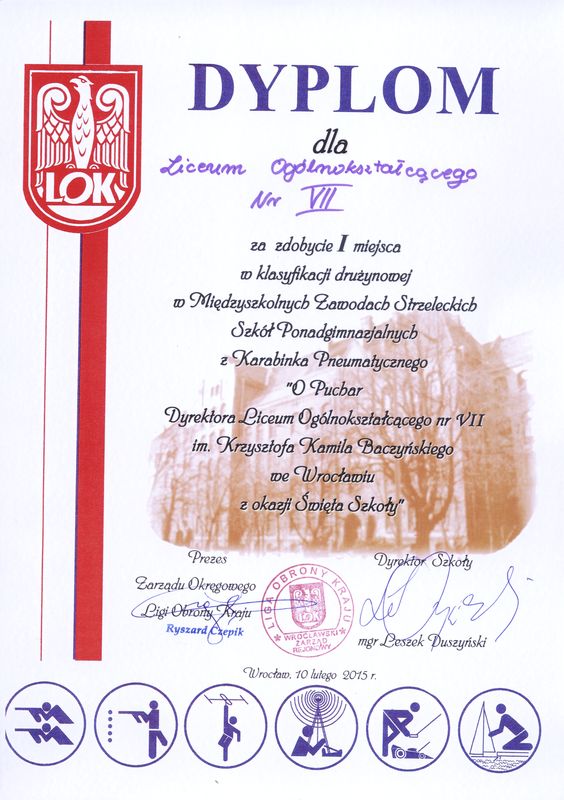 DYPLOM
LOK
dla
Liceum Ogólnokształcącego
Nr VII
za zdobycie I miejsca
w klasyfikacji drużynowej
w Międzyszkolnych Zawodach Strzeleckich
Szkół Ponadgimnazjalnych
z Karabinka Pneumatycznego
"O Puchar
Dyrektora Liceum Ogólnokształcącego nr VII
im. Krzysztofa Kamila Baczyńskiego
we Wrocławiu
z okazji Święta Szkoły"
Prezes
Zarządu Okręgowego
Ligi Obrony Kraju
Ryszard Czepik
LIGA OBRONY KRAJU
LOK
WROCŁAWSKI
ZARZĄD
REJONOWY
Dyrektor Szkoły
mgr Leszek Duszyński
Wrocław, 10 lutego 2015 r.